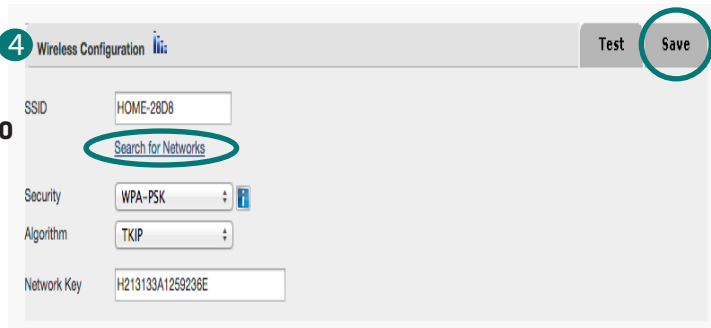 4 Wireless Configuration
Test
Save
SSID HOME-28D8
o
Search for Networks
Security WPA-PSK i
Algorithm TKIP
Network Key H213133A1259236E